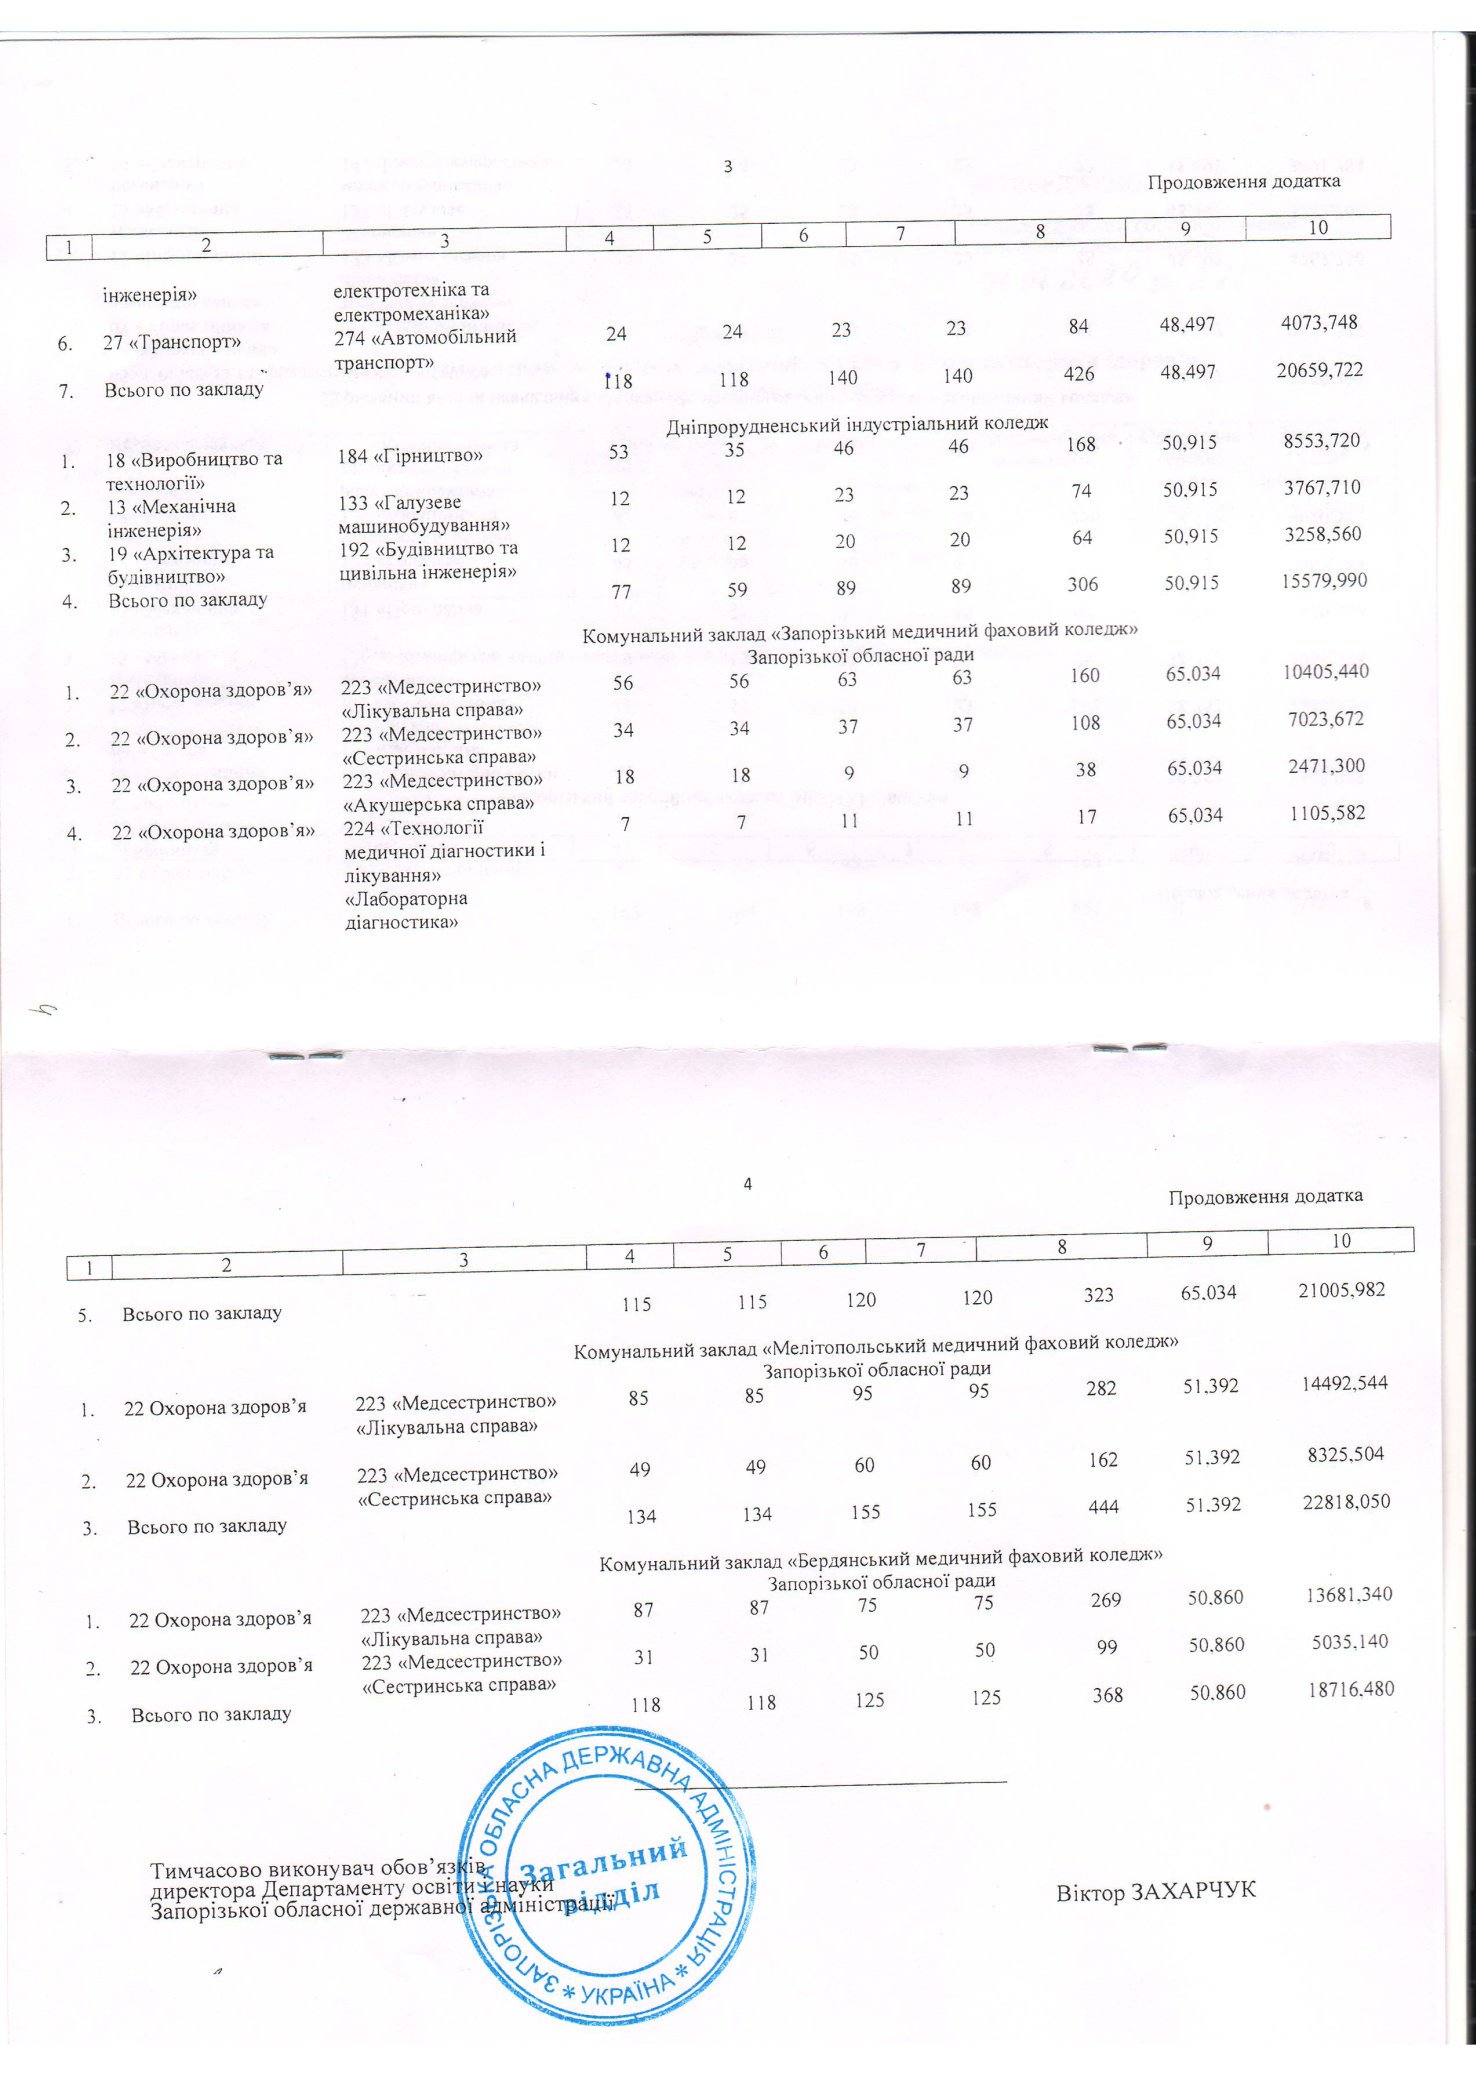 3
Продовження додатка
1 2 3 4 5 6 7 8 9 10
інженерія» електротехніка та
електромеханіка»
6. 27 «Транспорт» 274 «Автомобільний 24 24 23 23 84 48,497 4073,748
транспорт»
7. Всього по закладу 118 118 140 140 426 48,497 20659,722
Дніпрорудненський індустріальний коледж
1. 18 «Виробництво та 184 «Гірництво» 53 35 46 46 168 50,915 8553,720
технології»
2. 13 «Механічна 133 «Галузеве 12 12 23 23 74 50,915 3767,710
інженерія» машинобудування»
3. 19 «Архітектура та 192 «Будівництво та 12 12 20 20 64 50,915 3258,560
будівництво» цивільна інженерія»
4. Всього по закладу 77 59 89 89 306 50,915 15579,990
Комунальний заклад «Запорізький медичний фаховий коледж»
Запорізької обласної ради
1. 22 «Охорона здоров’я» 223 «Медсестринство» 56 56 63 63 160 65,034 10405,440
«Лікувальна справа»
2. 22 «Охорона здоров’я» 223 «Медсестринство» 34 34 37 37 108 65,034 7023,672
«Сестринська справа»
3. 22 «Охорона здоров’я» 223 «Медсестринство» 18 18 9 9 38 65,034 2471,300
«Акушерська справа»
4. 22 «Охорона здоров’я» 224 «Технології 7 7 11 11 17 65,034 1105,582
медичної діагностики і
лікування»
«Лабораторна
діагностика»
4
Продовження додатка
1 2 3 4 5 6 7 8 9 10
5. Всього по закладу 115 115 120 120 323 65,034 21005,982
Комунальний заклад «Мелітопольський медичний фаховий коледж»
Запорізької обласної ради
1. 22 Охорона здоров’я 223 «Медсестринство» 85 85 95 95 282 51,392 14492,544
«Лікувальна справа»
2. 22 Охорона здоров’я 223 «Медсестринство» 49 49 60 60 162 51,392 8325,504
«Сестринська справа»
3. Всього по закладу 134 134 155 155 444 51,392 22818,050
Комунальний заклад «Бердянський медичний фаховий коледж»
Запорізької обласної ради
1. 22 Охорона здоров’я 223 «Медсестринство» 87 87 75 75 269 50,860 13681,340
«Лікувальна справа»
2. 22 Охорона здоров’я 223 «Медсестринство» 31 31 50 50 99 50,860 5035,140
«Сестринська справа»
3. Всього по закладу 118 118 125 125 368 50,860 18716,480
Тимчасово виконувач обов’язків
директора Департаменту освіти і науки
Запорізької обласної державної адміністрації
Віктор ЗАХАРЧУК
ЗАПОРІЗЬКА ОБЛАСНА ДЕРЖАВНА АДМІНІСТРАЦІЯ * УКРАЇНА *
Загальний
відділ